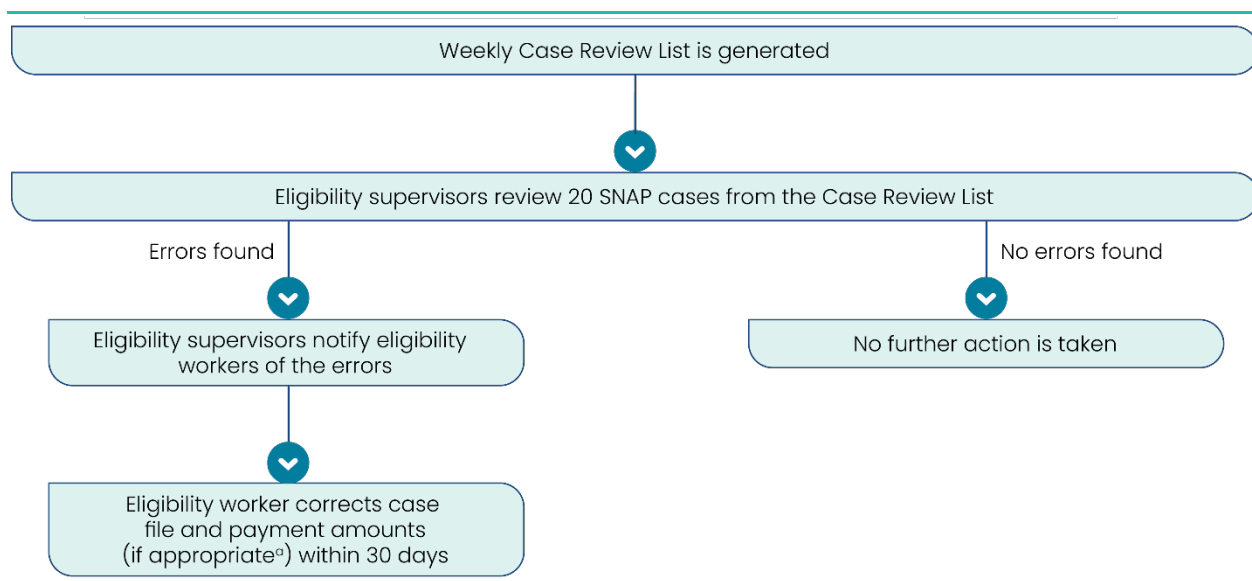 Weekly Case Review List is generated
Eligibility supervisors review 20 SNAP cases from the Case Review List
Errors found
No errors found
Eligibility supervisors notify eligibility
workers of the errors
No further action is taken
Eligibility worker corrects case
file and payment amounts
(if appropriateᵃ) within 30 days